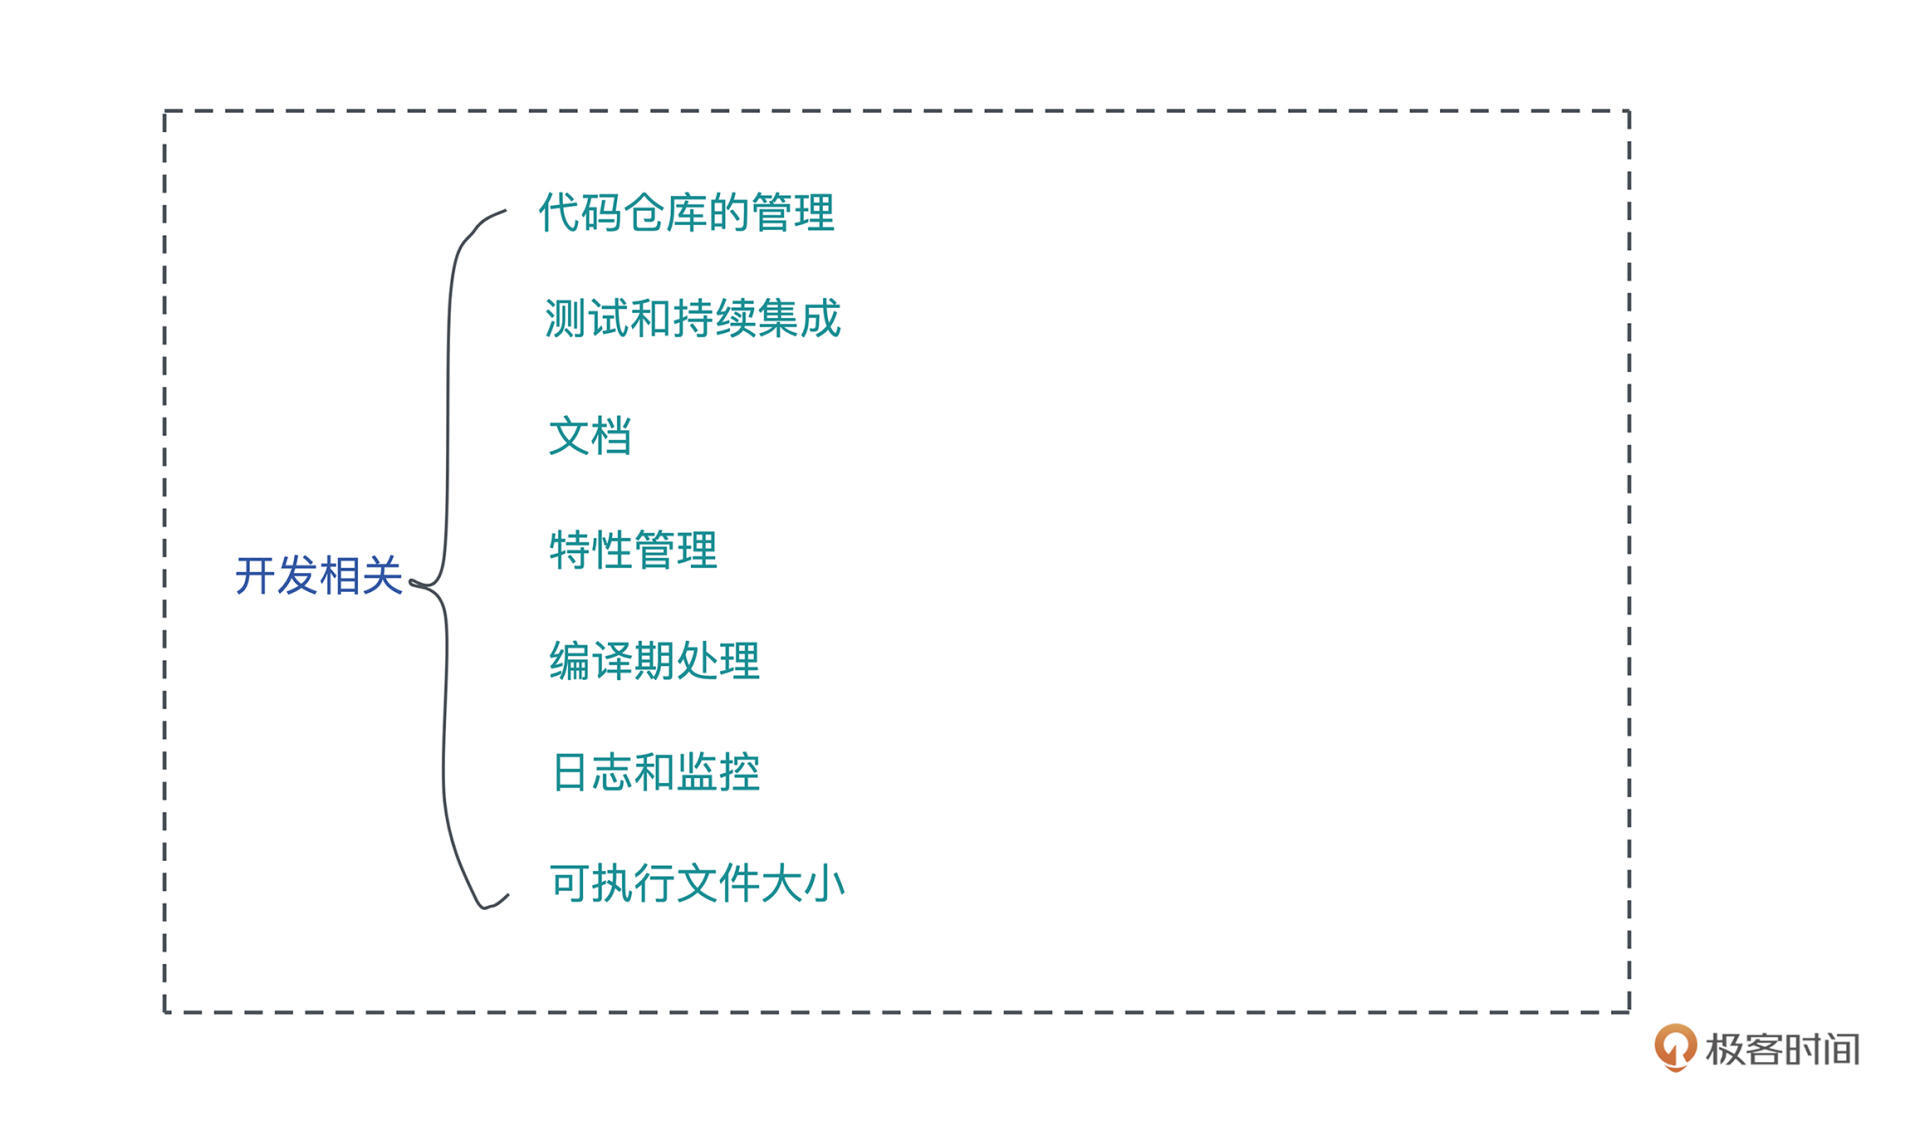 代码仓库的管理
测试和持续集成
文档
特性管理
开发相关
编译期处理
日志和监控
可执行文件大小
极客时间